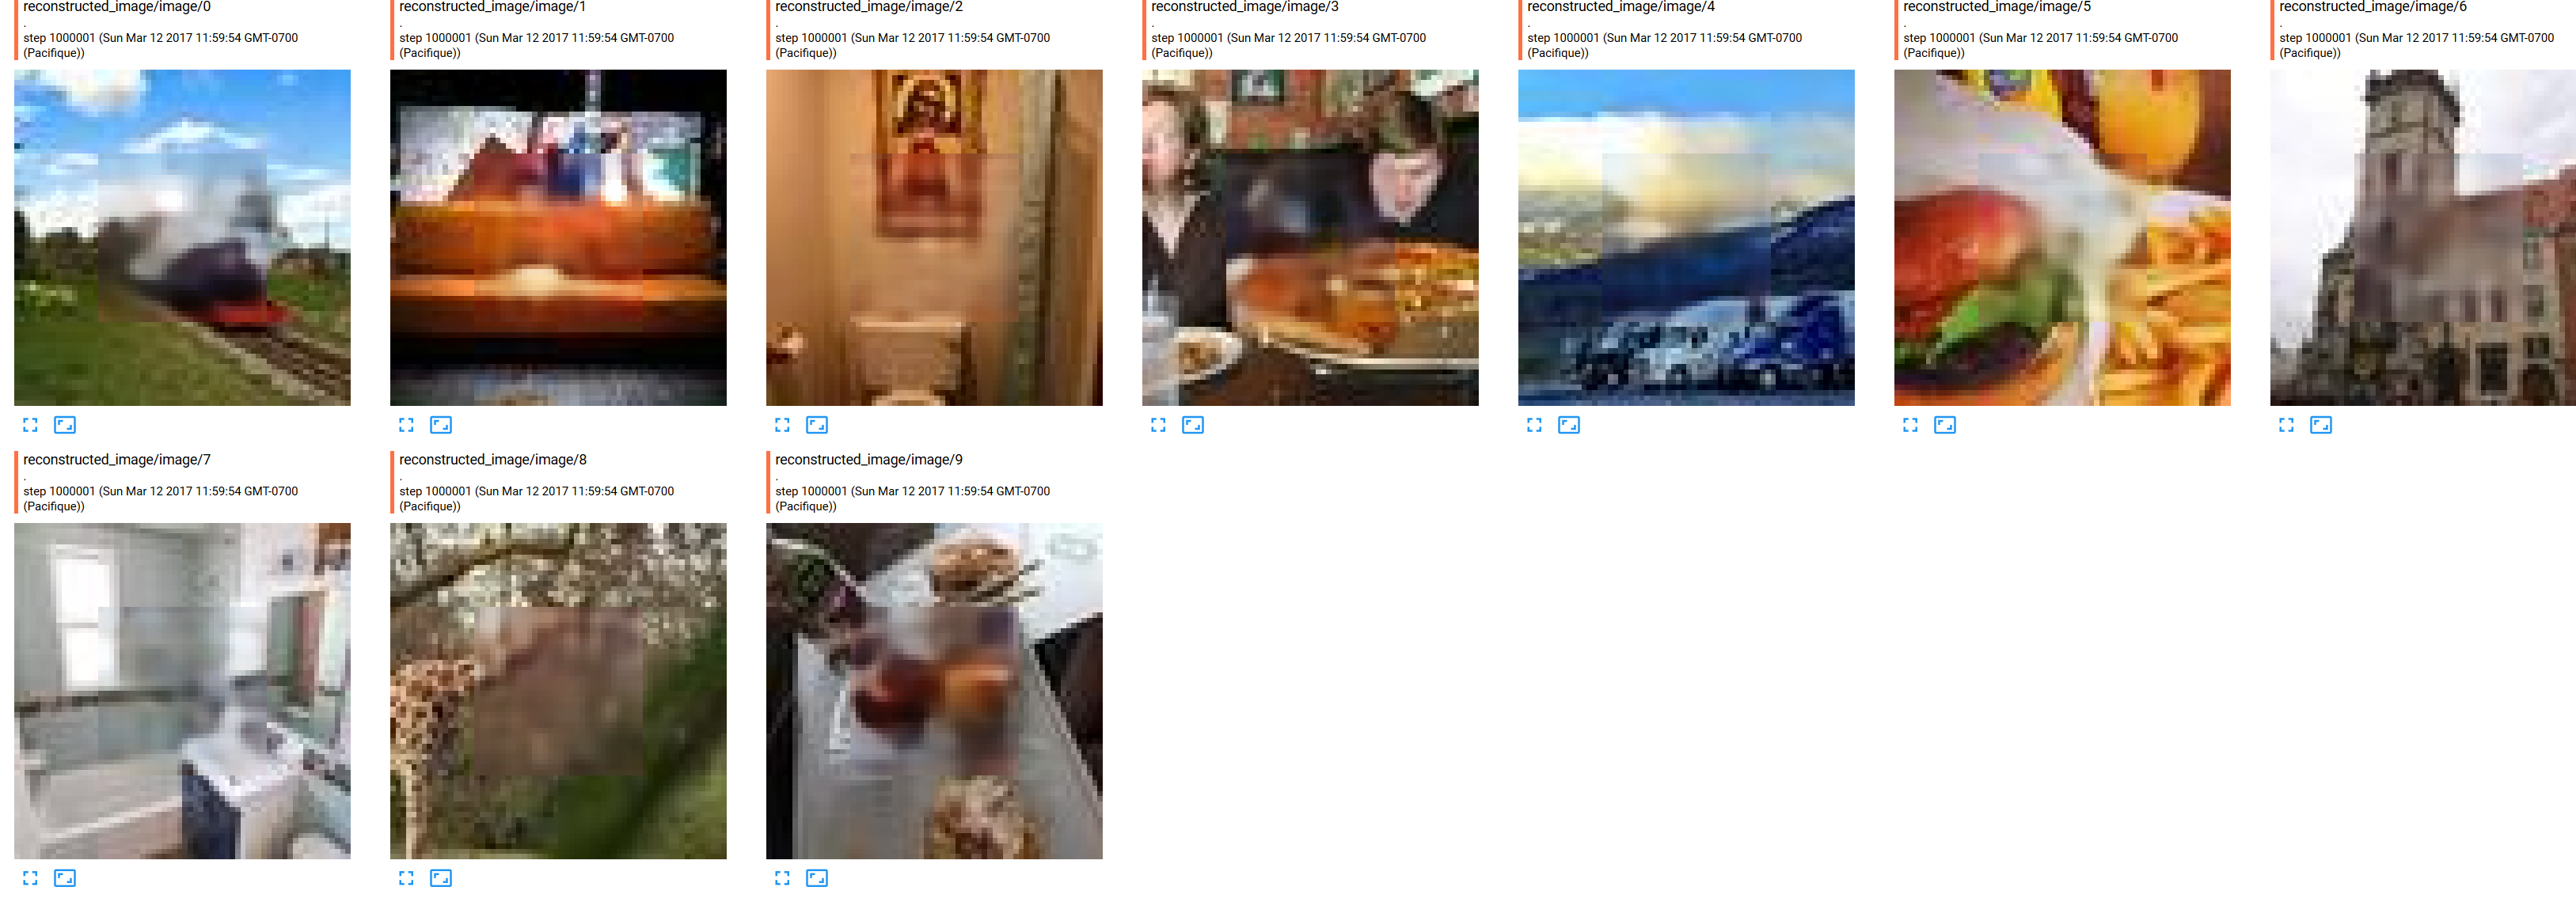 reconstructed_image/image/0
.
step 1000001 (Sun Mar 12 2017 11:59:54 GMT-0700
(Pacifique))
reconstructed_image/image/1
.
step 1000001 (Sun Mar 12 2017 11:59:54 GMT-0700
(Pacifique))
reconstructed_image/image/2
.
step 1000001 (Sun Mar 12 2017 11:59:54 GMT-0700
(Pacifique))
reconstructed_image/image/3
.
step 1000001 (Sun Mar 12 2017 11:59:54 GMT-0700
(Pacifique))
reconstructed_image/image/4
.
step 1000001 (Sun Mar 12 2017 11:59:54 GMT-0700
(Pacifique))
reconstructed_image/image/5
.
step 1000001 (Sun Mar 12 2017 11:59:54 GMT-0700
(Pacifique))
reconstructed_image/image/6
.
step 1000001 (Sun Mar 12 2017 11:59:54 GMT-0700
(Pacifique))
reconstructed_image/image/7
.
step 1000001 (Sun Mar 12 2017 11:59:54 GMT-0700
(Pacifique))
reconstructed_image/image/8
.
step 1000001 (Sun Mar 12 2017 11:59:54 GMT-0700
(Pacifique))
reconstructed_image/image/9
.
step 1000001 (Sun Mar 12 2017 11:59:54 GMT-0700
(Pacifique))